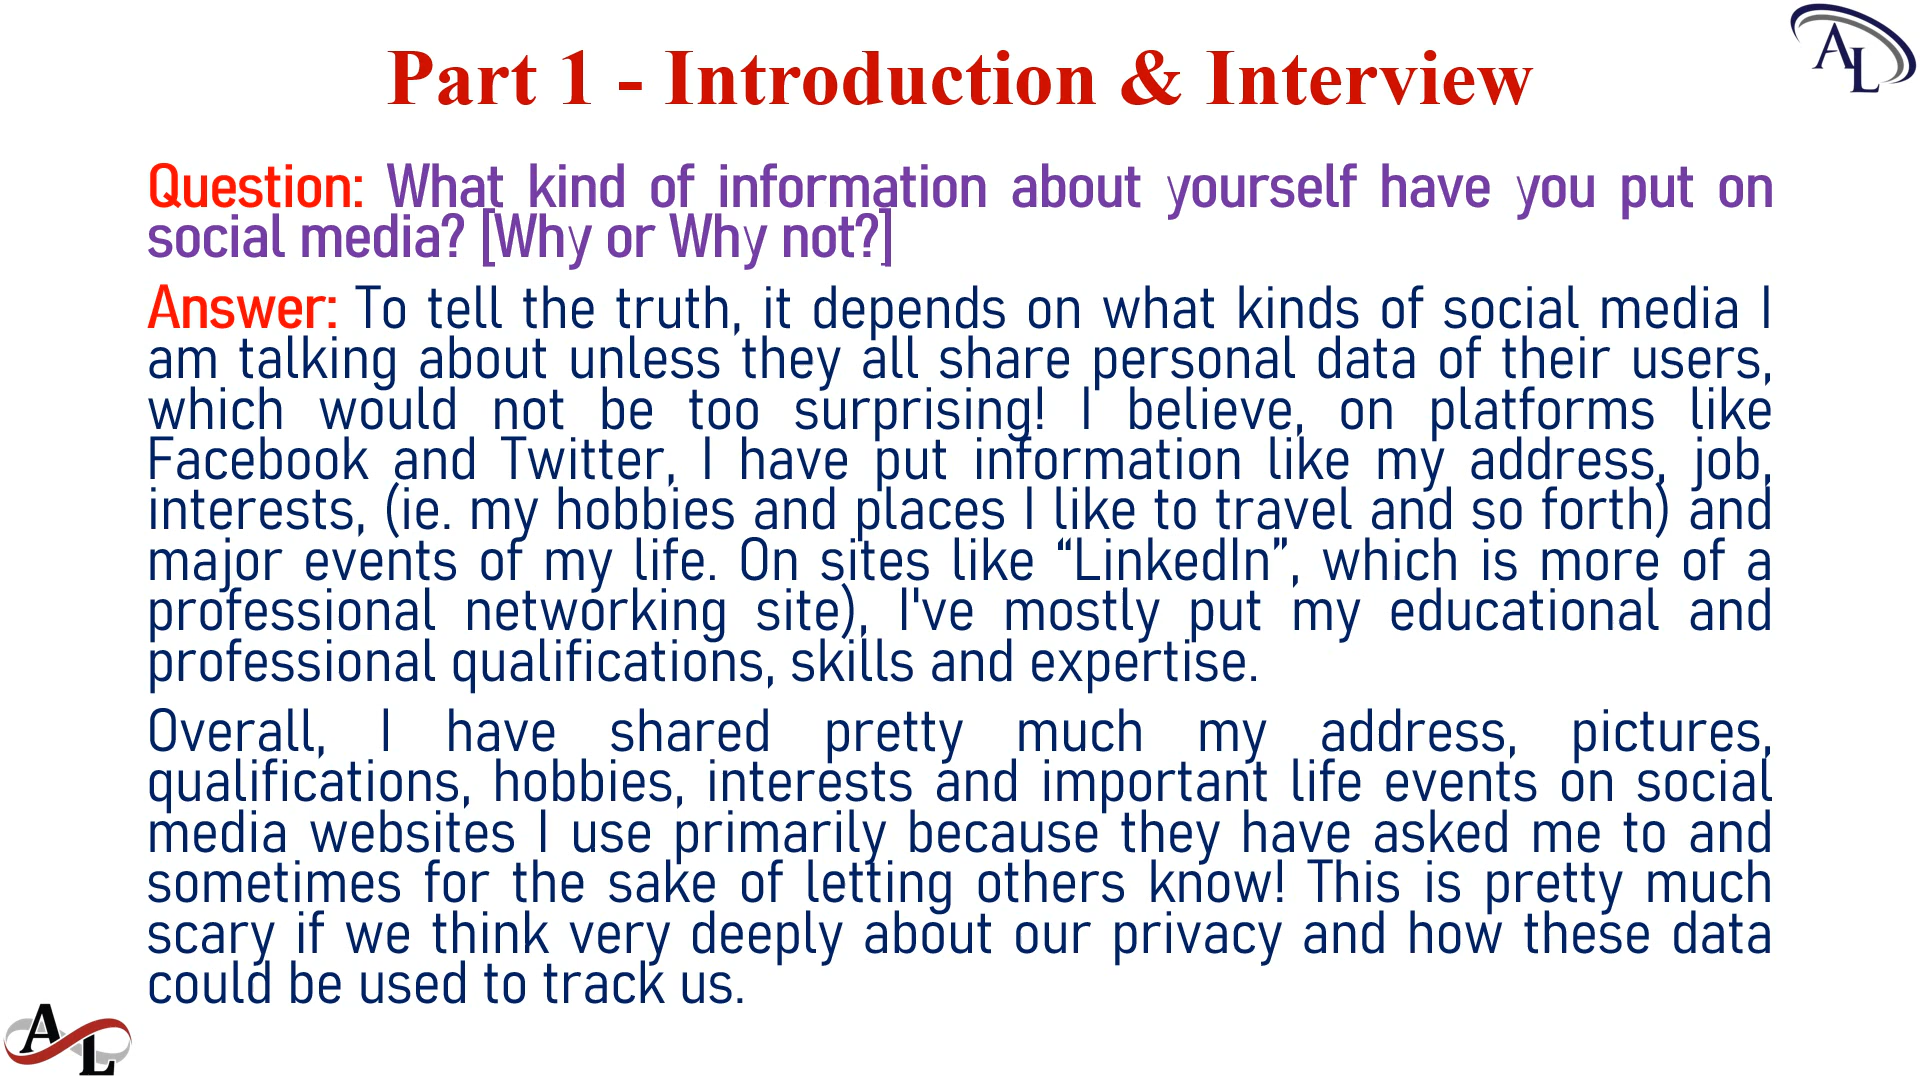 AL
Part 1 - Introduction & Interview
Question: What kind of information about yourself have you put on
social media? [Why or Why not?]
Answer: To tell the truth, it depends on what kinds of social media I
am talking about unless they all share personal data of their users,
which would not be too surprising! I believe, on platforms like
Facebook and Twitter, I have put information like my address, job,
interests, (ie. my hobbies and places I like to travel and so forth) and
major events of my life. On sites like “LinkedIn”, which is more of a
professional networking site), I've mostly put my educational and
professional qualifications, skills and expertise.
Overall, I have shared pretty much my address, pictures,
qualifications, hobbies, interests and important life events on social
media websites I use primarily because they have asked me to and
sometimes for the sake of letting others know! This is pretty much
scary if we think very deeply about our privacy and how these data
could be used to track us.
AL